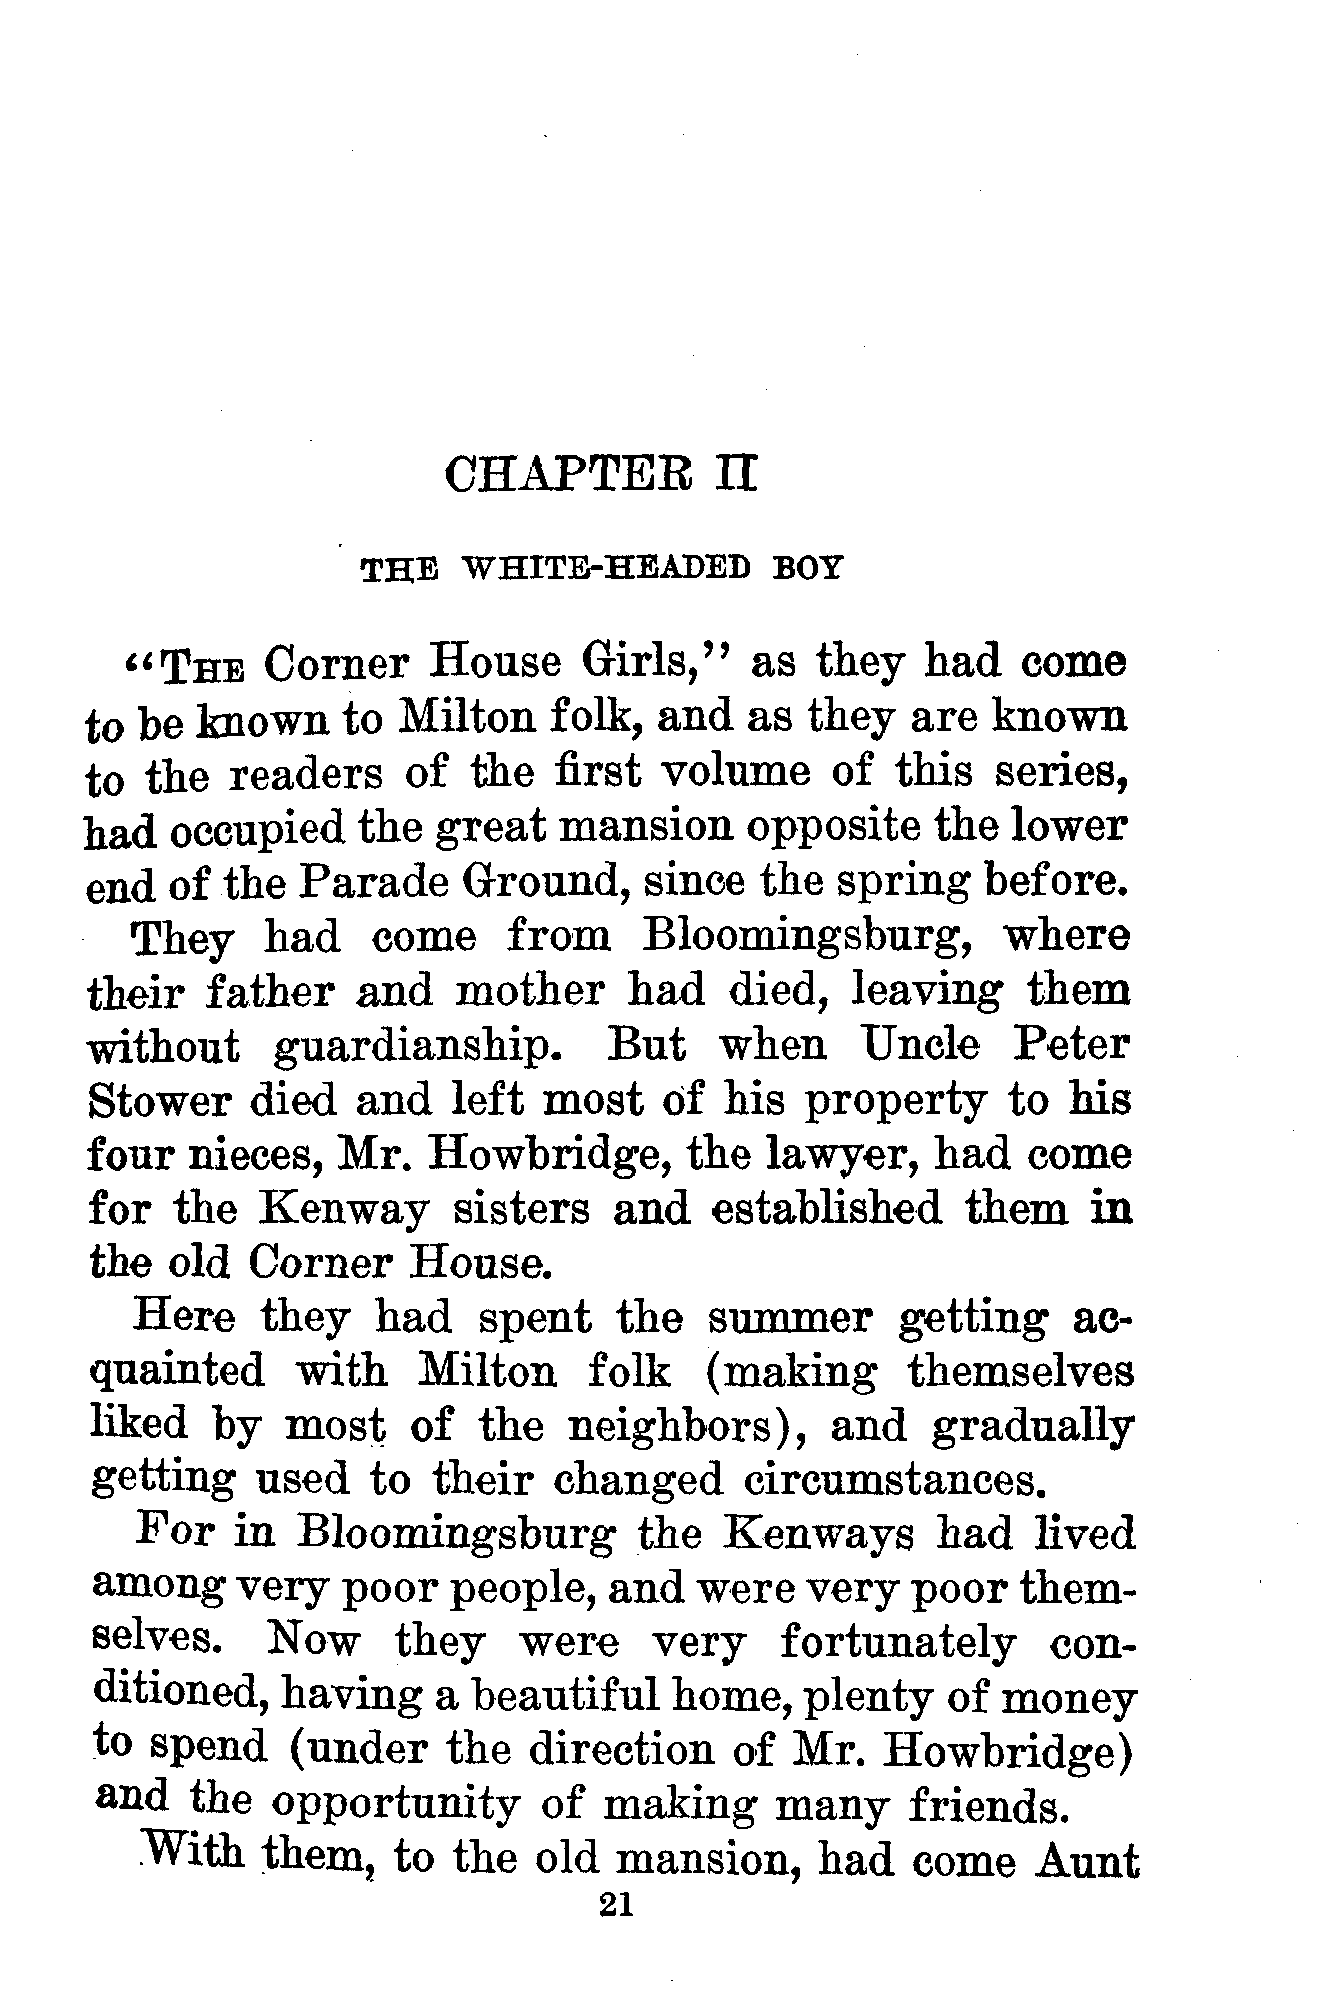 CHAPTER II
THE WHITE-HEADED BOY
"THE Corner House Girls," as they had come
to be known to Milton folk, and as they are known
to the readers of the first volume of this series,
had occupied the great mansion opposite the lower
end of the Parade Ground, since the spring before.
They had come from Bloomingsburg, where
their father and mother had died, leaving them
without guardianship. But when Uncle Peter
Stower died and left most of his property to his
four nieces, Mr. Howbridge, the lawyer, had come
for the Kenway sisters and established them in
the old Corner House.
Here they had spent the summer getting ac-
quainted with Milton folk (making themselves
liked by most of the neighbors), and gradually
getting used to their changed circumstances.
For in Bloomingsburg the Kenways had lived
among very poor people, and were very poor them-
selves. Now they were very fortunately con-
ditioned, having a beautiful home, plenty of money
to spend (under the direction of Mr. Howbridge)
and the opportunity of making many friends.
With them, to the old mansion, had come Aunt
21